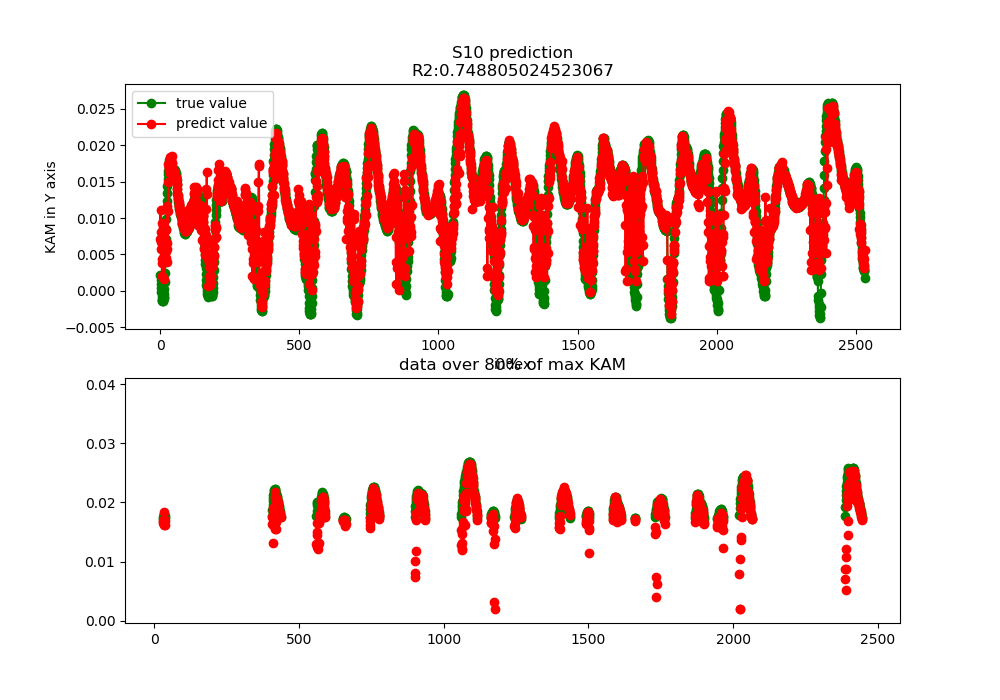 S10 prediction
R2:0.748805024523067
true value
predict value
KAM in Y axis
0.025
0.020
0.015
0.010
0.005
0.000
−0.005
0 500 1000 1500 2000 2500
index
data over 80% of max KAM
0.04
0.03
0.02
0.01
0.00
0 500 1000 1500 2000 2500